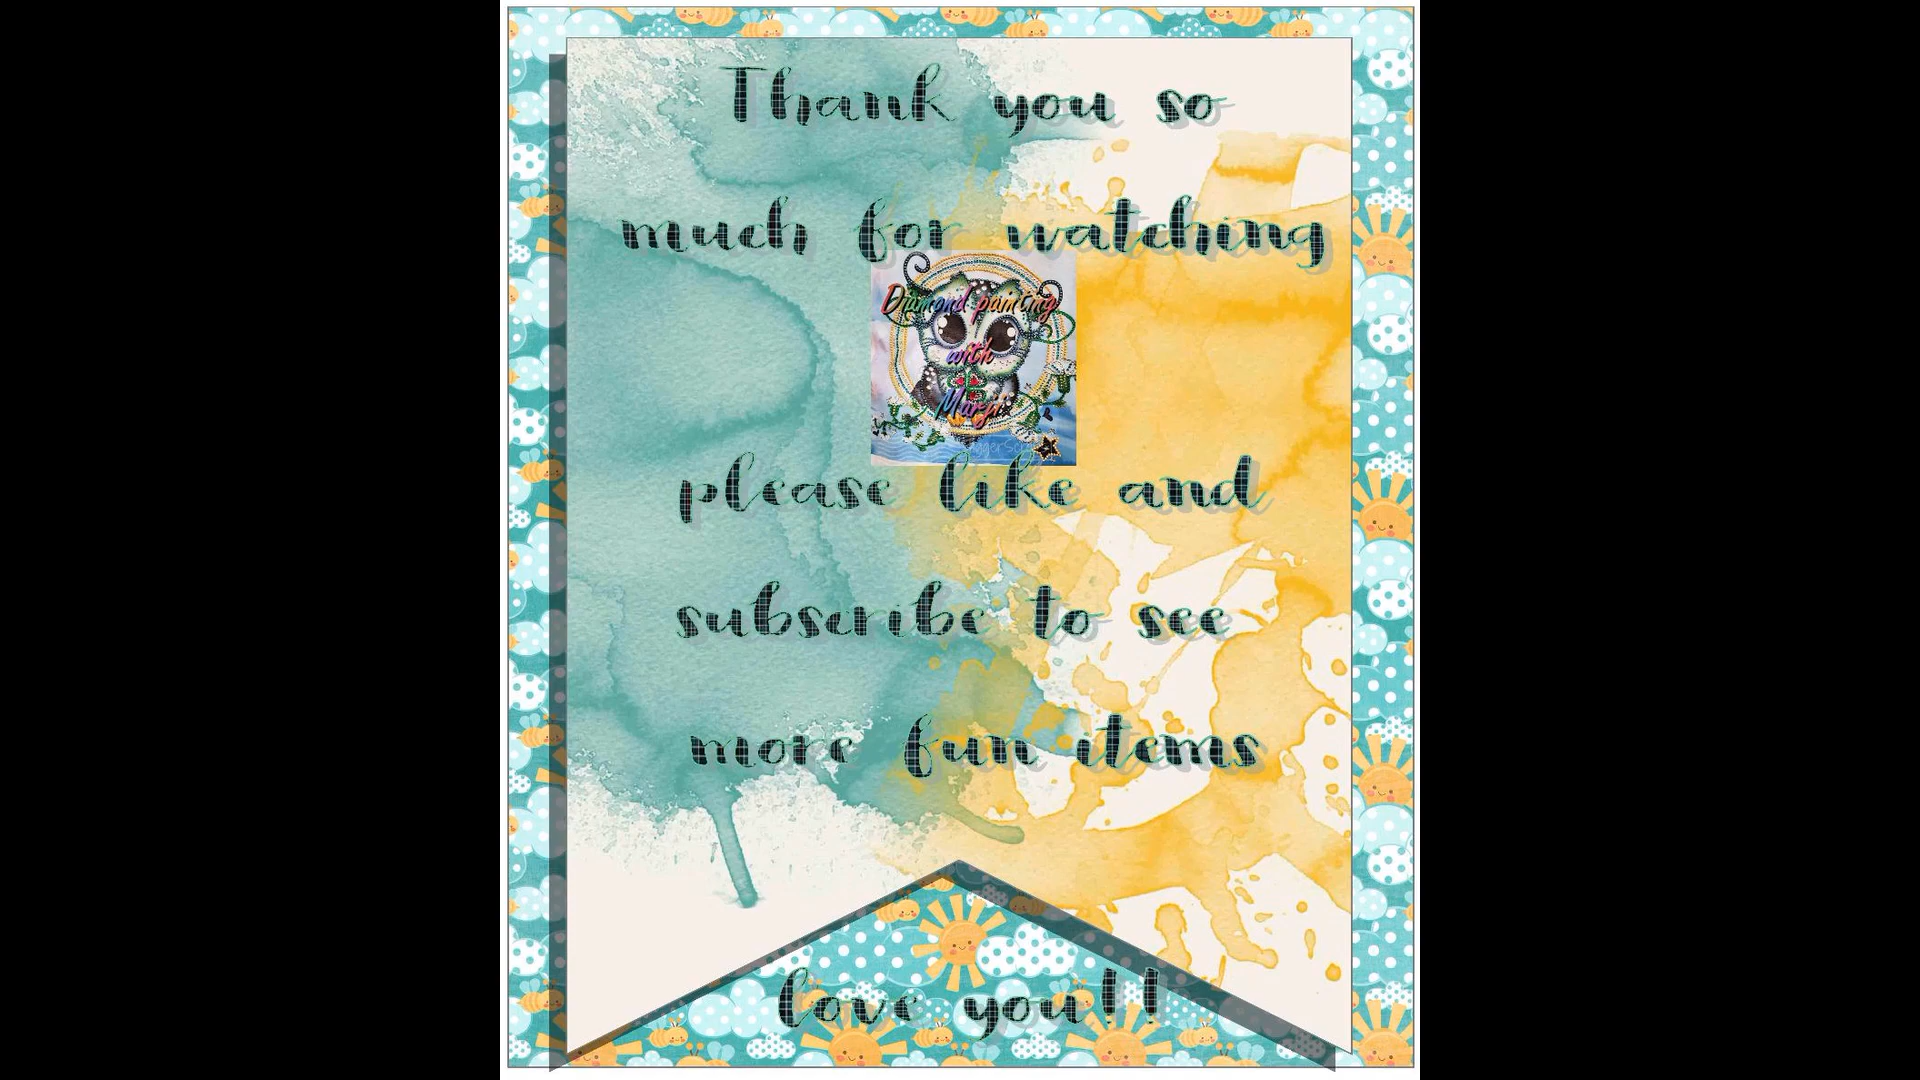 Thank you so
much for watching
Diamond painting
with
please like and
subscribe to see
more fun items
love you!!